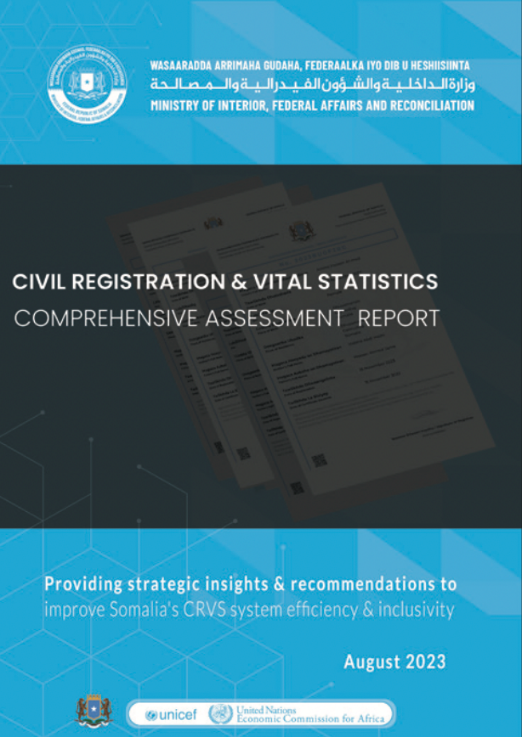 WASAARADDA ARRIMAHA GUDAHA, FEDERAALKA IYO DIB U HESHIISIINTA
وزارة الداخلية والشؤون الفيدرالية والمصالحة
MINISTRY OF INTERIOR, FEDERAL AFFAIRS AND RECONCILIATION
CIVIL REGISTRATION & VITAL STATISTICS
COMPREHENSIVE ASSESSMENT REPORT
Providing strategic insights & recommendations to
improve Somalia's CRVS system efficiency & inclusivity
August 2023
unicef
United Nations
Economic Commission for Africa